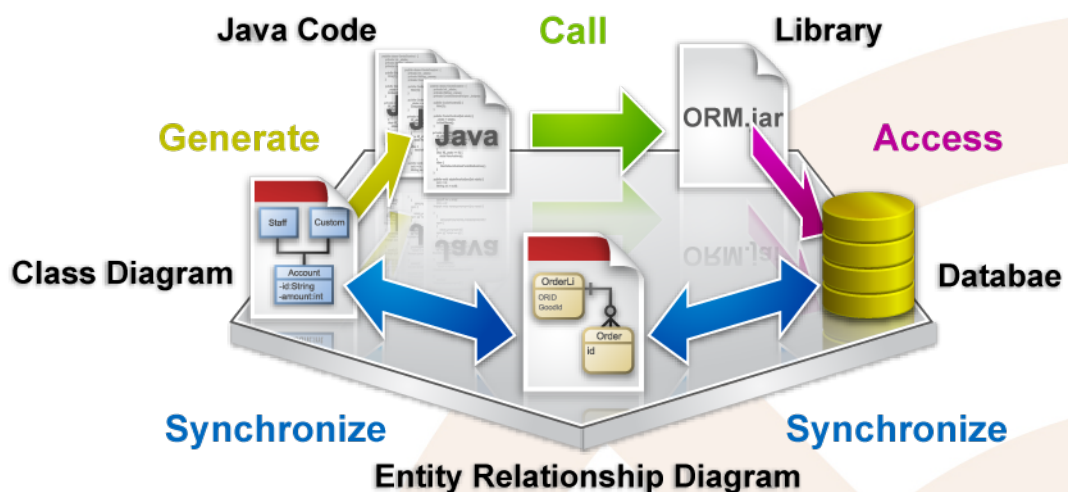 Java Code
Call
Library
Generate
Java
ORM.jar
Access
Staff
Custom
Account
-id:String
-amount:int
Class Diagram
OrderLi
ORID
GoodId
Order
id
Databae
Synchronize
Synchronize
Entity Relationship Diagram